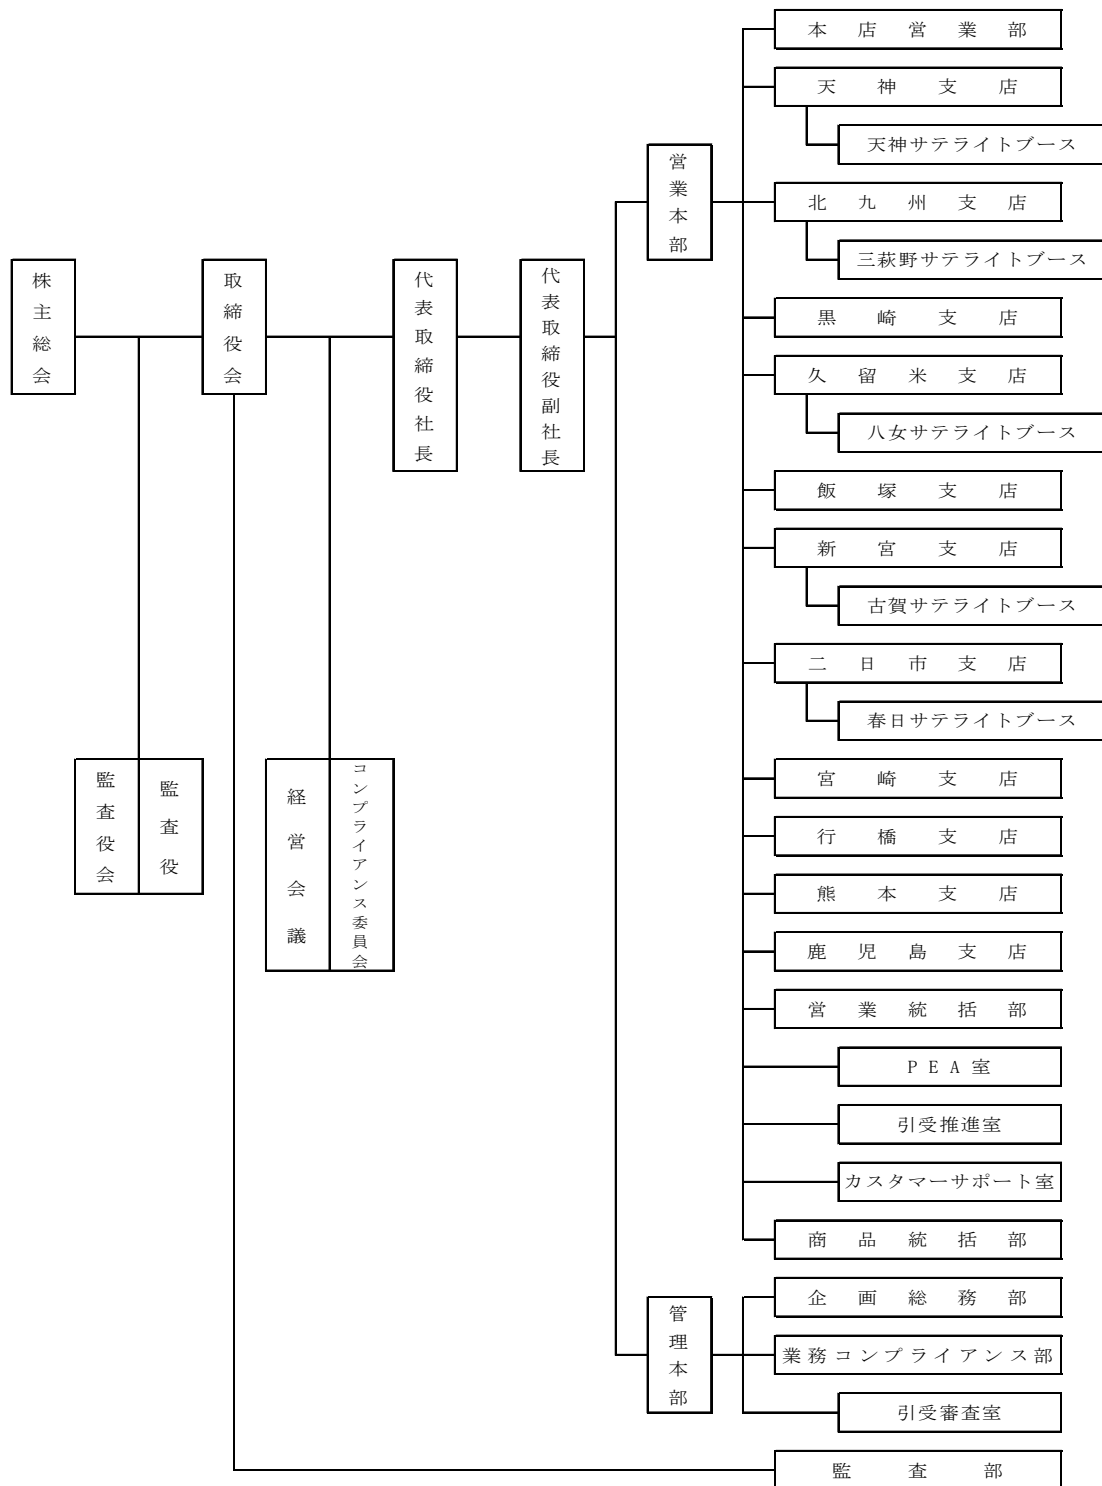 株主総会
監査役会
監査役
取締役会
経営会議
コンプライアンス委員会
代表取締役社長
代表取締役副社長
営業本部
本店営業部
天神支店
天神サテライトブース
北九州支店
三萩野サテライトブース
黒崎支店
久留米支店
八女サテライトブース
飯塚支店
新宮支店
古賀サテライトブース
二日市支店
春日サテライトブース
宮崎支店
行橋支店
熊本支店
鹿児島支店
営業統括部
PEA室
引受推進室
カスタマーサポート室
商品統括部
管理本部
企画総務部
業務コンプライアンス部
引受審査室
監査部